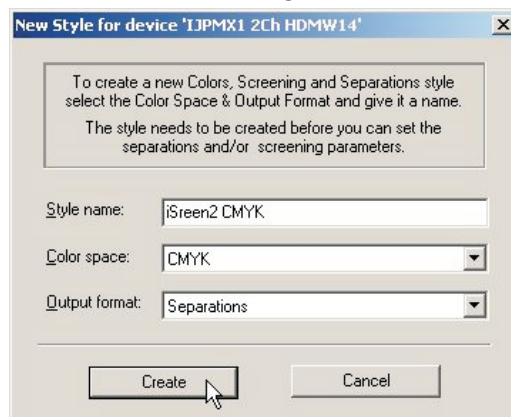 New Style for device 'IJPMX1 2Ch HDMW14'
To create a new Colors, Screening and Separations style
select the Color Space & Output Format and give it a name.
The style needs to be created before you can set the
separations and/or screening parameters.
Style name: iSreen2 CMYK
Color space: CMYK
Output format: Separations
Create Cancel